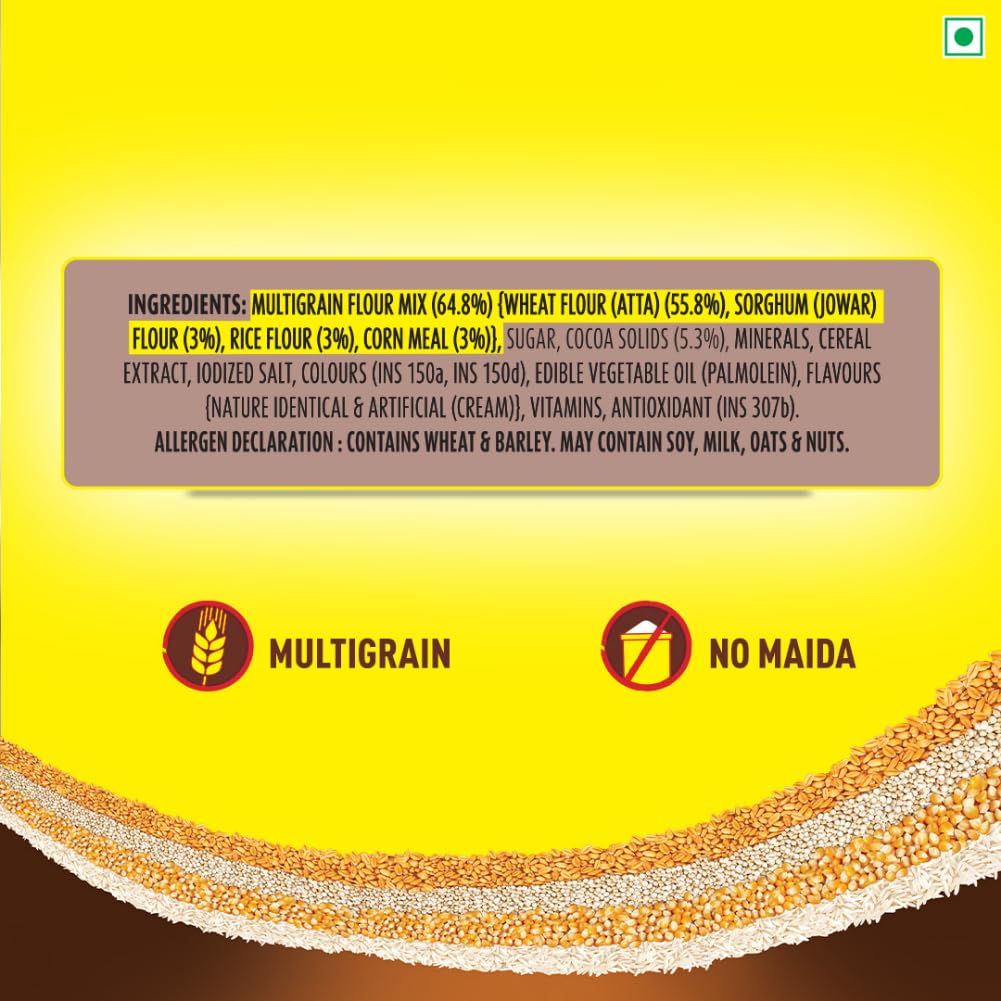 INGREDIENTS: MULTIGRAIN FLOUR MIX (64.8%) {WHEAT FLOUR (ATTA) (55.8%), SORGHUM (JOWAR)
FLOUR (3%), RICE FLOUR (3%), CORN MEAL (3%)}, SUGAR, COCOA SOLIDS (5.3%), MINERALS, CEREAL
EXTRACT, IODIZED SALT, COLOURS (INS 150a, INS 150d), EDIBLE VEGETABLE OIL (PALMOLEIN), FLAVOURS
{NATURE IDENTICAL & ARTIFICIAL (CREAM)}, VITAMINS, ANTIOXIDANT (INS 307b).
ALLERGEN DECLARATION : CONTAINS WHEAT & BARLEY. MAY CONTAIN SOY, MILK, OATS & NUTS.
MULTIGRAIN
NO MAIDA